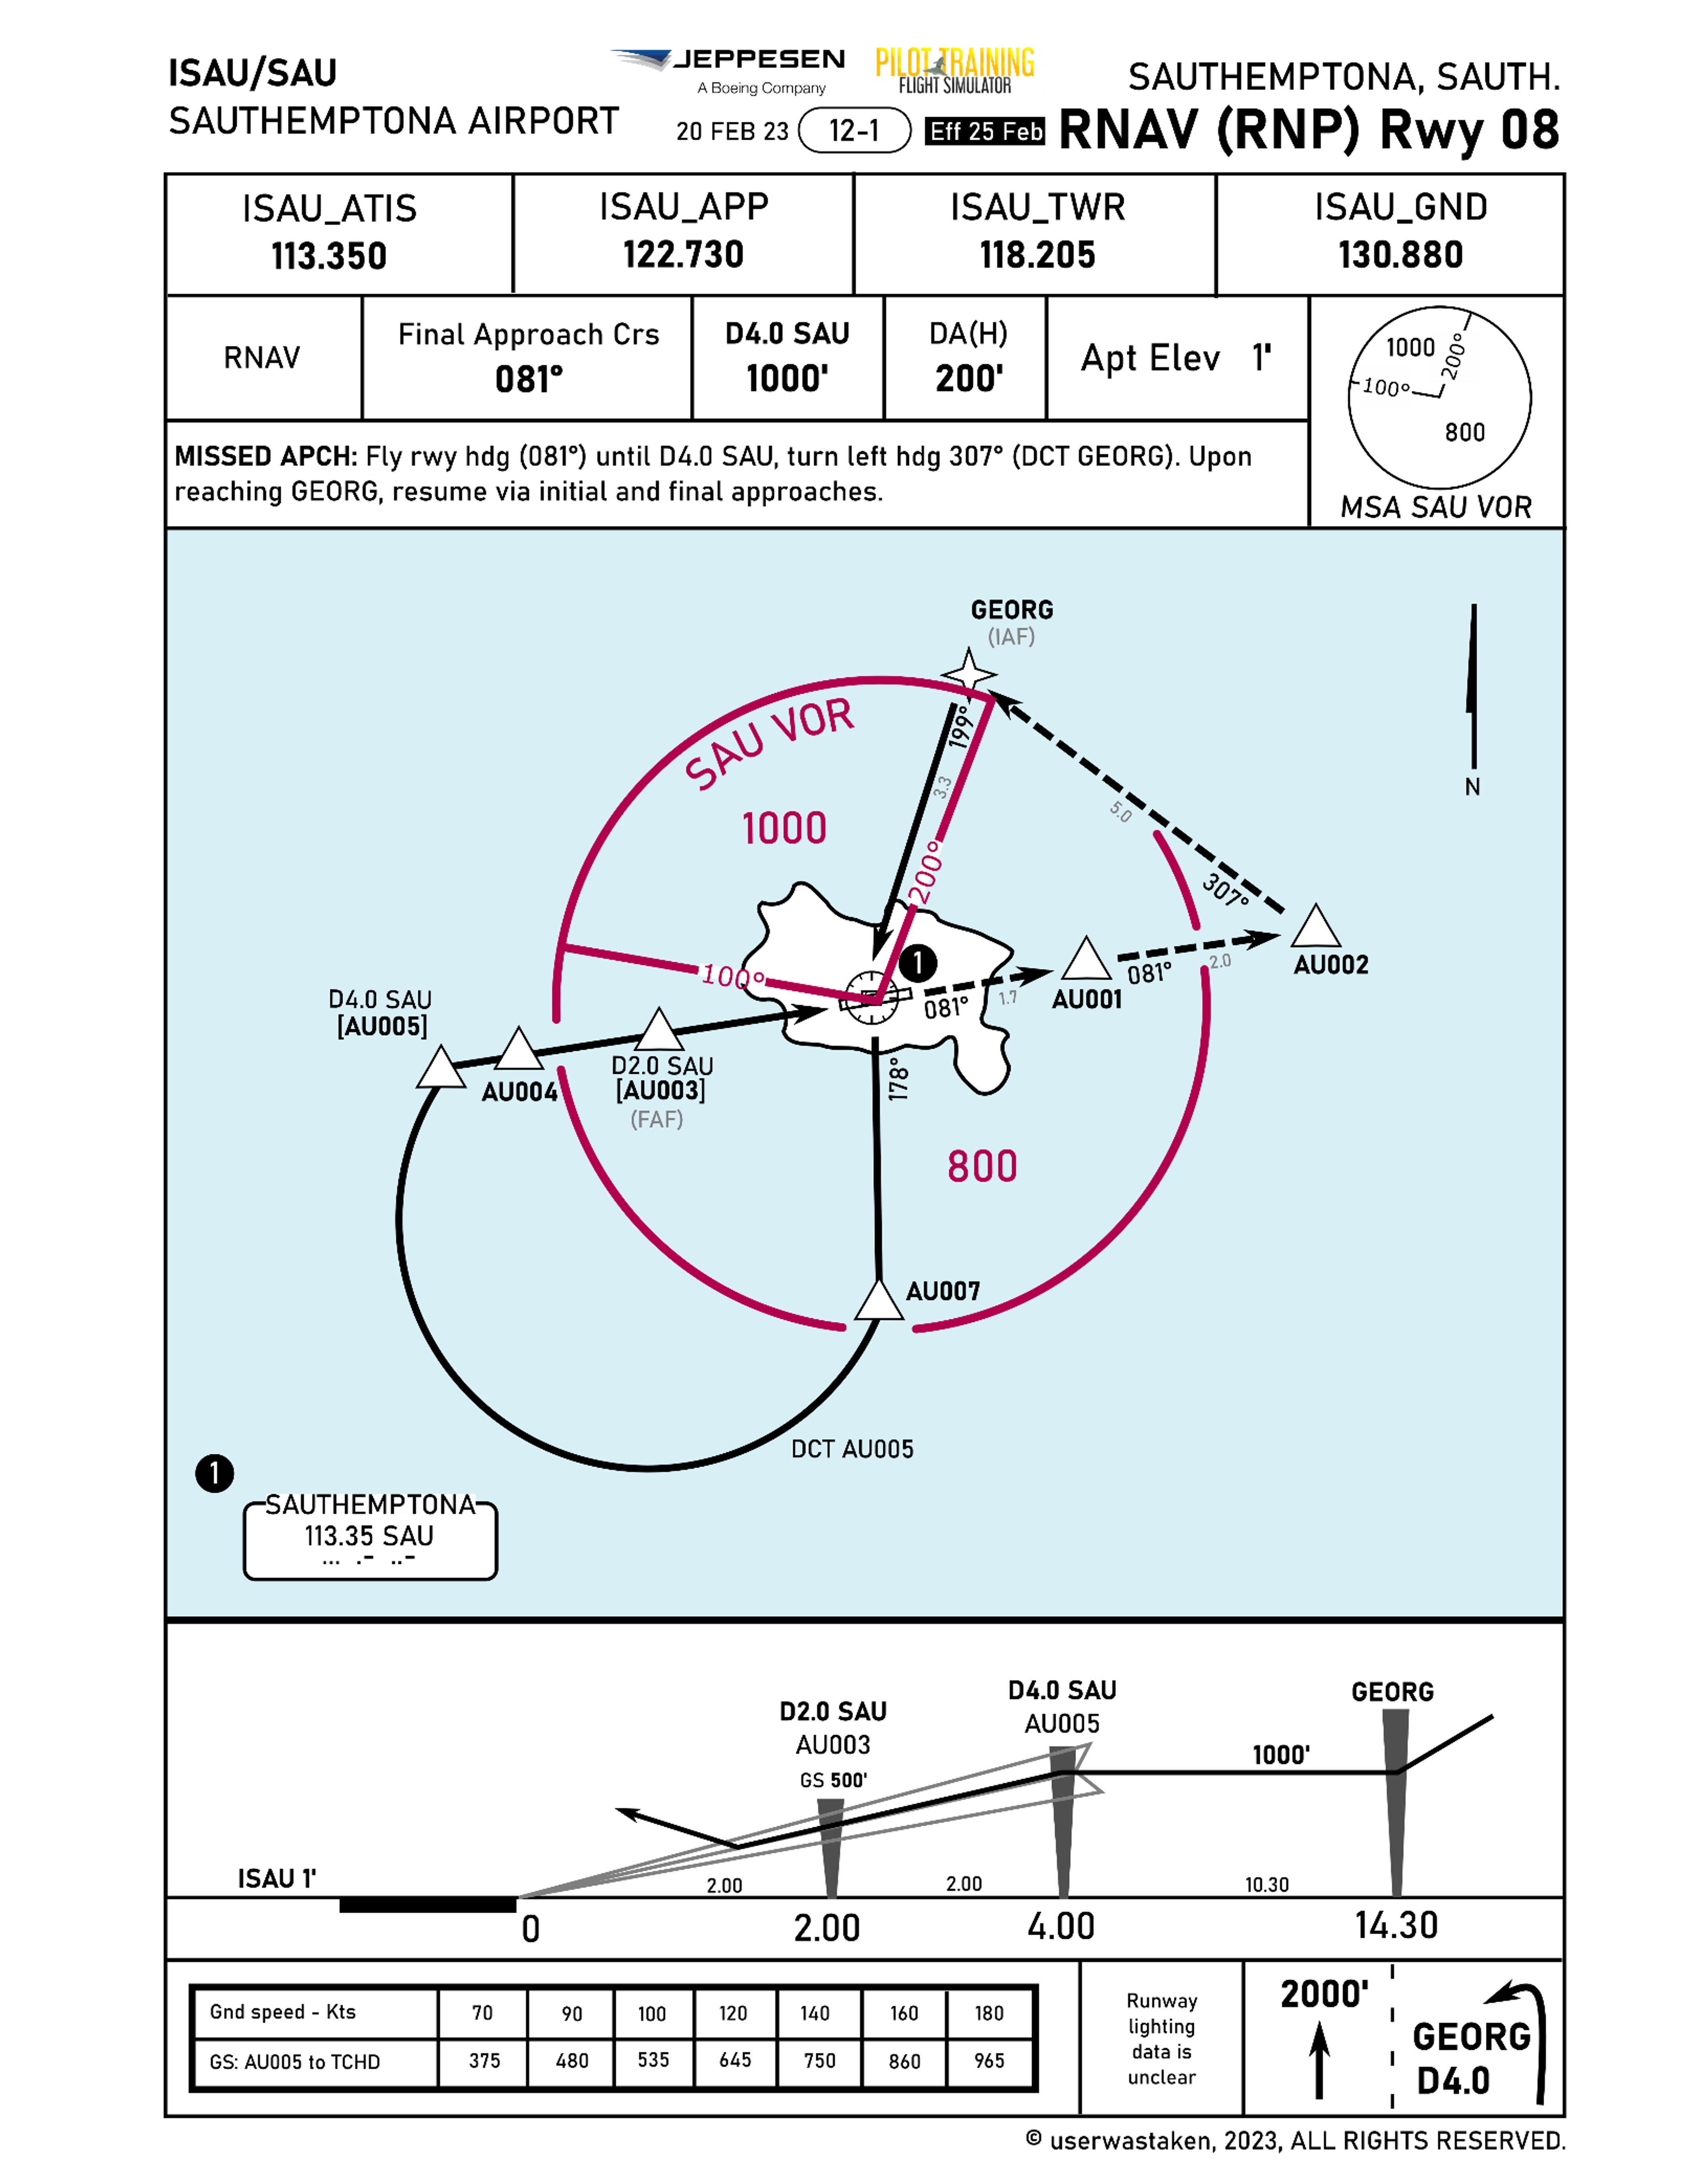 ISAU/SAU
SAUTHEMPTONA AIRPORT
JEPPESEN
A Boeing Company
PILOT TRAINING
FLIGHT SIMULATOR
20 FEB 23
12-1
Eff 25 Feb
SAUTHEMPTONA, SAUTH.
RNAV (RNP) Rwy 08
ISAU_ATIS
113.350
ISAU_APP
122.730
ISAU_TWR
118.205
ISAU_GND
130.880
RNAV
Final Approach Crs
081°
D4.0 SAU
1000'
DA(H)
200'
Apt Elev 1'
1000
200°
100°
800
MSA SAU VOR
MISSED APCH: Fly rwy hdg (081°) until D4.0 SAU, turn left hdg 307° (DCT GEORG). Upon
reaching GEORG, resume via initial and final approaches.
GEORG
(IAF)
SAU VOR
199°
3.3
1000
5.0
N
200°
307°
1
100°
081°
1.7
AU001
081°
2.0
AU002
D4.0 SAU
[AU005]
AU004
D2.0 SAU
[AU003]
(FAF)
178°
800
AU007
DCT AU005
1
SAUTHEMPTONA
113.35 SAU
... .- ..-
D2.0 SAU
AU003
GS 500'
D4.0 SAU
AU005
GEORG
1000'
ISAU 1'
2.00
2.00
10.30
0
2.00
4.00
14.30
Gnd speed - Kts 70 90 100 120 140 160 180
GS: AU005 to TCHD 375 480 535 645 750 860 965
Runway
lighting
data is
unclear
2000'
GEORG
D4.0
© userwastaken, 2023, ALL RIGHTS RESERVED.